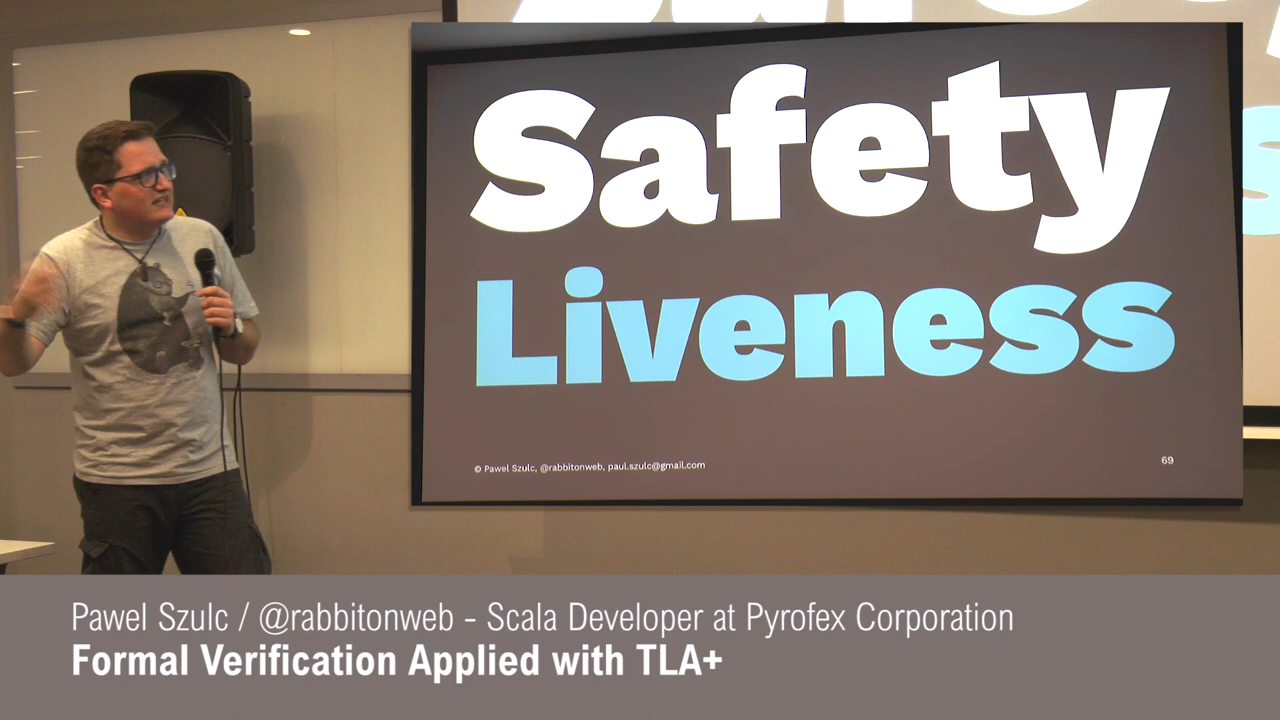 Safety
Liveness
© Pawel Szulc, @rabbitonweb, paul.szulc@gmail.com
69
Pawel Szulc / @rabbitonweb - Scala Developer at Pyrofex Corporation
Formal Verification Applied with TLA+